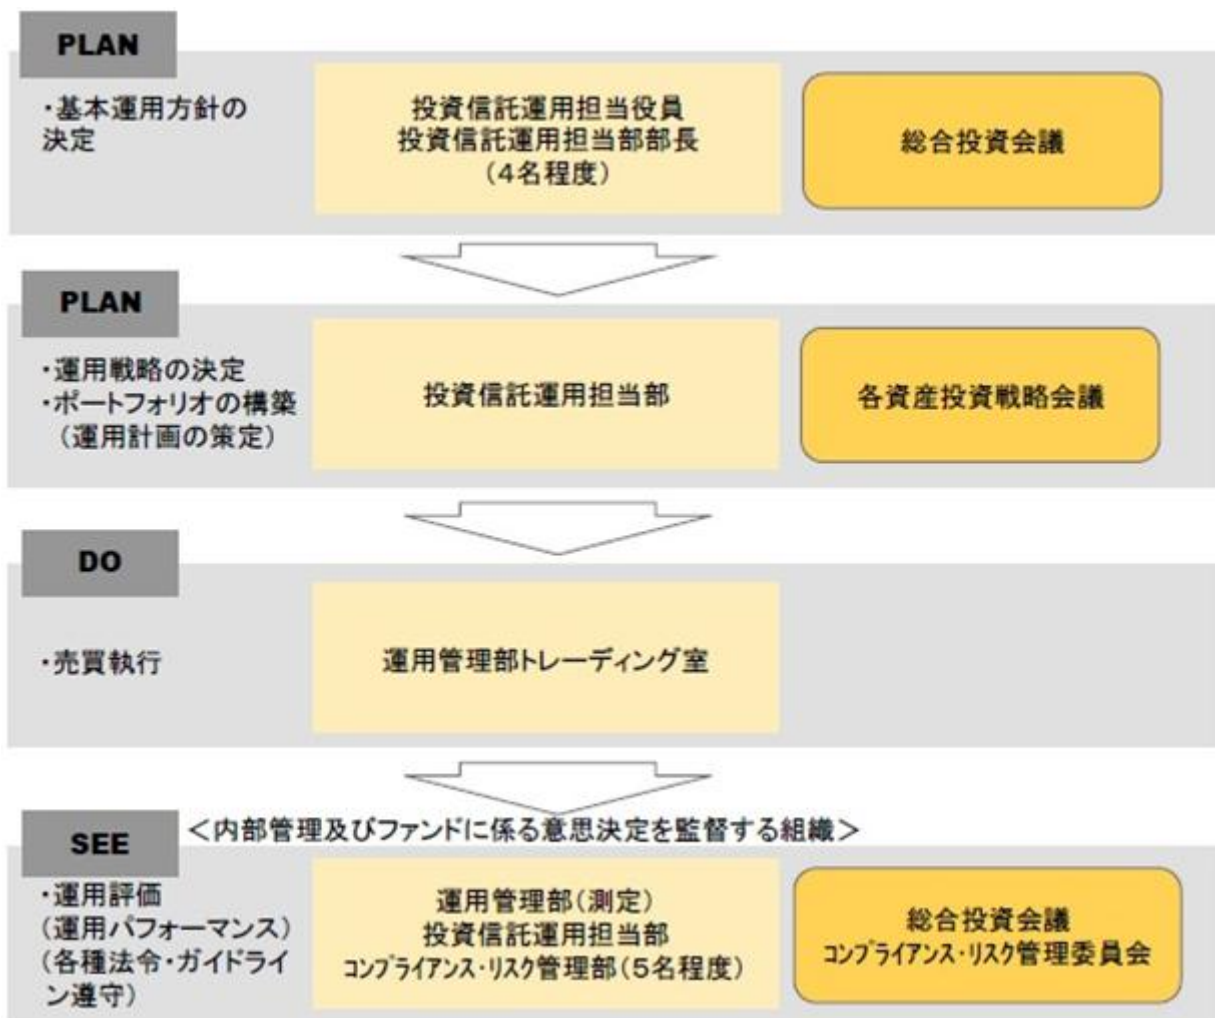 PLAN
・基本運用方針の
決定
投資信託運用担当役員
投資信託運用担当部部長
（４名程度）
総合投資会議
PLAN
・運用戦略の決定
・ポートフォリオの構築
（運用計画の策定）
投資信託運用担当部
各資産投資戦略会議
DO
・売買執行
運用管理部トレーディング室
SEE
＜内部管理及びファンドに係る意思決定を監督する組織＞
・運用評価
（運用パフォーマンス）
（各種法令・ガイドライ
ン遵守）
運用管理部（測定）
投資信託運用担当部
コンプライアンス・リスク管理部（５名程度）
総合投資会議
コンプライアンス・リスク管理委員会